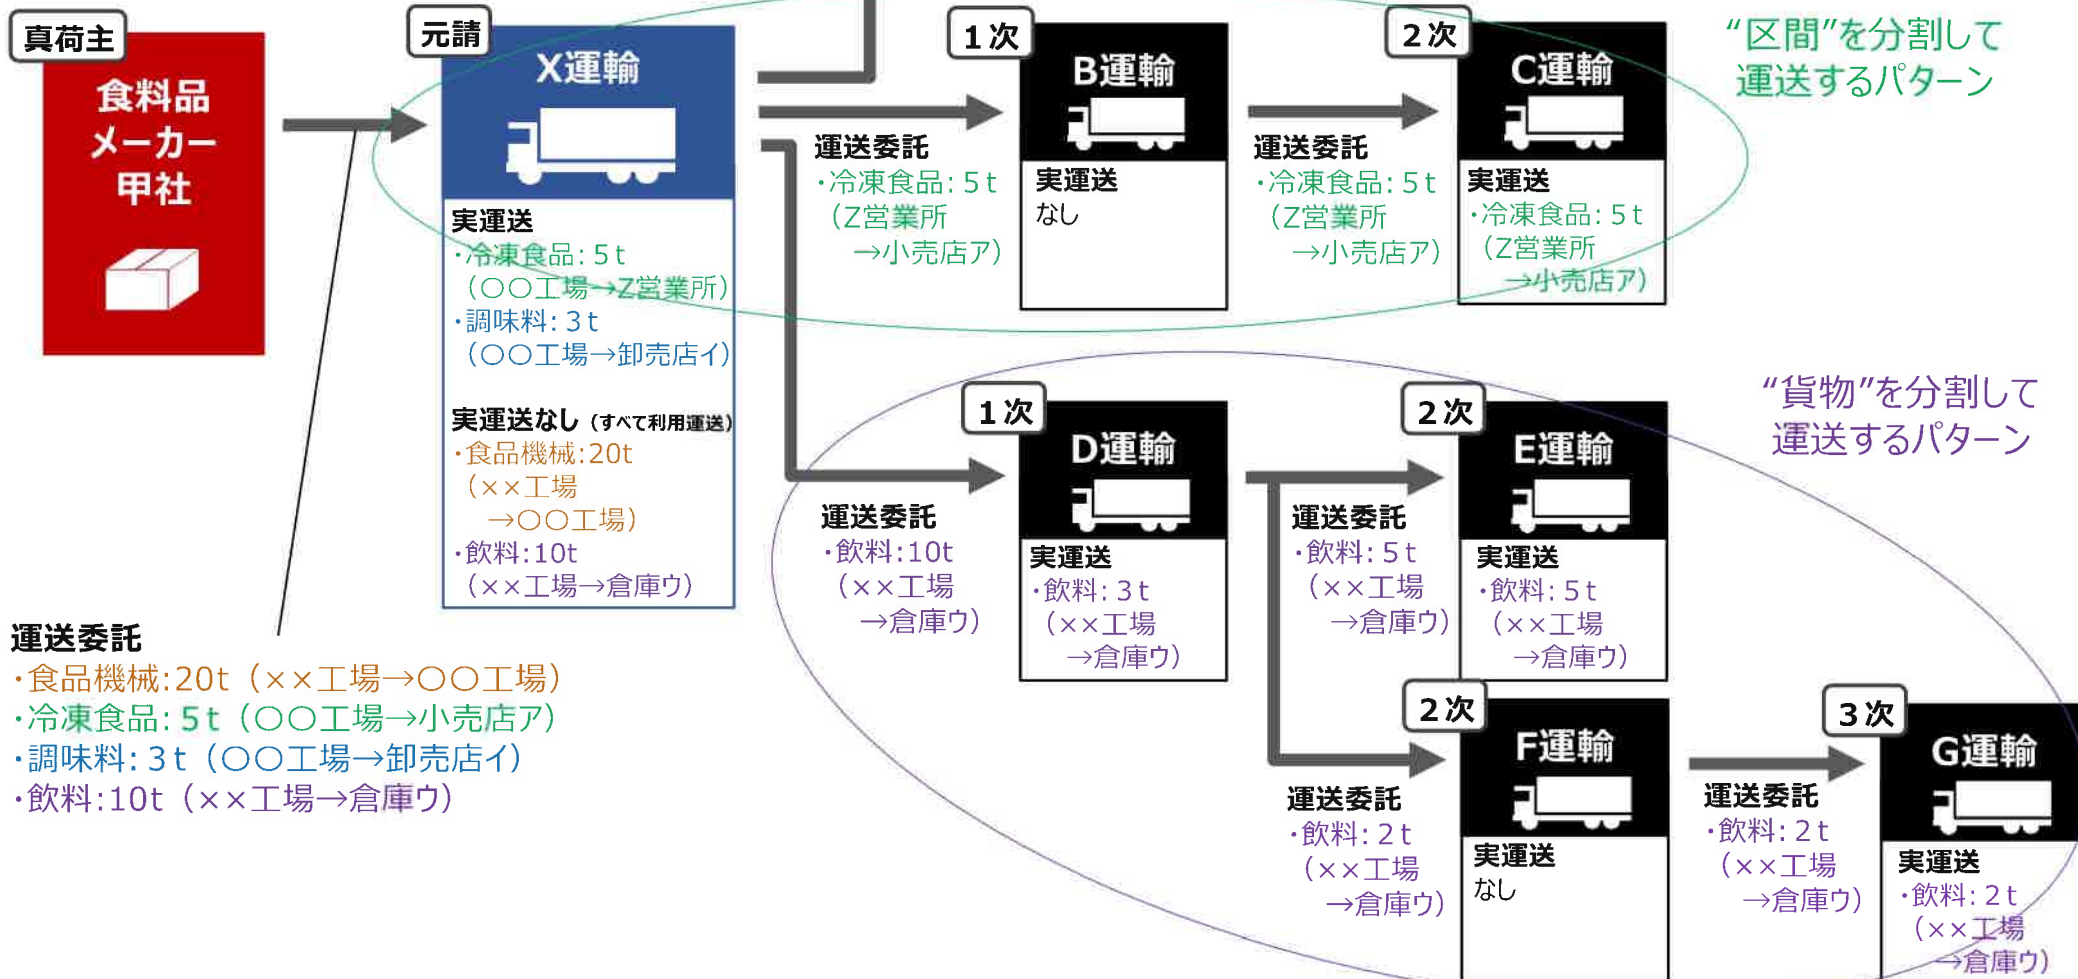 真荷主
食料品
メーカー
甲社
元請
X運輸
実運送
・冷凍食品：5t
（〇〇工場→Z営業所）
・調味料：3t
（〇〇工場→卸売店イ）
実運送なし（すべて利用運送）
・食品機械:20t
（××工場
→〇〇工場）
・飲料:10t
（××工場→倉庫ウ）
運送委託
・食品機械:20t（××工場→〇〇工場）
・冷凍食品：5t（〇〇工場→小売店ア）
・調味料：3t（〇〇工場→卸売店イ）
・飲料:10t（××工場→倉庫ウ）
運送委託
・冷凍食品：5t
（Z営業所
→小売店ア）
1次
B運輸
実運送
なし
運送委託
・冷凍食品：5t
（Z営業所
→小売店ア）
2次
C運輸
実運送
・冷凍食品：5t
（Z営業所
→小売店ア）
“区間”を分割して
運送するパターン
運送委託
・飲料:10t
（××工場
→倉庫ウ）
1次
D運輸
実運送
・飲料：3t
（××工場
→倉庫ウ）
運送委託
・飲料：5t
（××工場
→倉庫ウ）
2次
E運輸
実運送
・飲料：5t
（××工場
→倉庫ウ）
“貨物”を分割して
運送するパターン
運送委託
・飲料：2t
（××工場
→倉庫ウ）
2次
F運輸
実運送
なし
運送委託
・飲料：2t
（××工場
→倉庫ウ）
3次
G運輸
実運送
・飲料：2t
（××工場
→倉庫ウ）